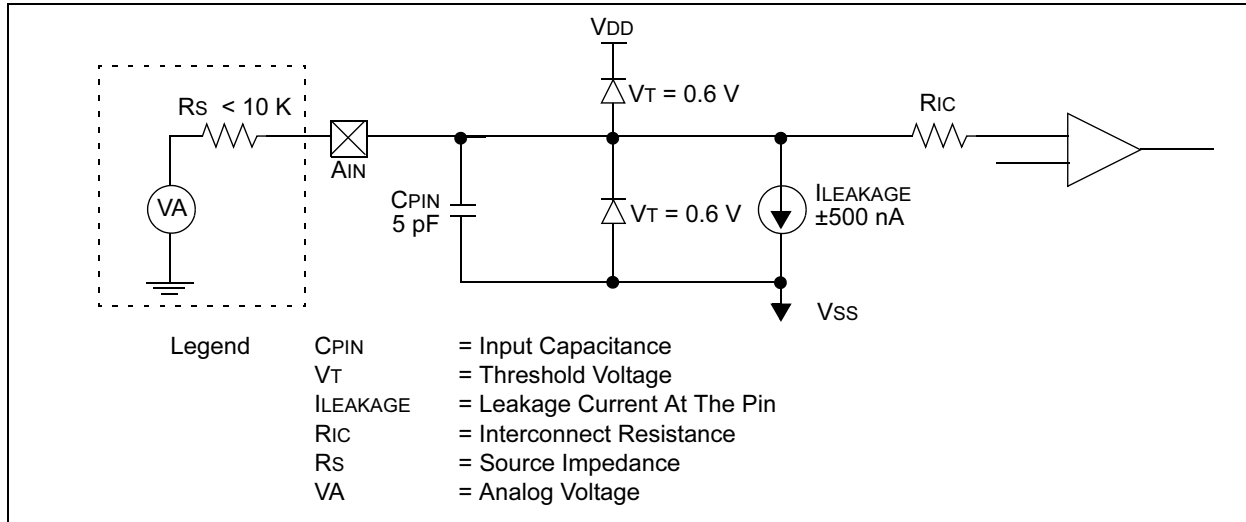 VDD
VT = 0.6 V
RS < 10 K
RIC
AIN
VA
CPIN
5 pF
VT = 0.6 V
ILEAKAGE
±500 nA
VSS
Legend
CPIN = Input Capacitance
VT = Threshold Voltage
ILEAKAGE = Leakage Current At The Pin
RIC = Interconnect Resistance
RS = Source Impedance
VA = Analog Voltage